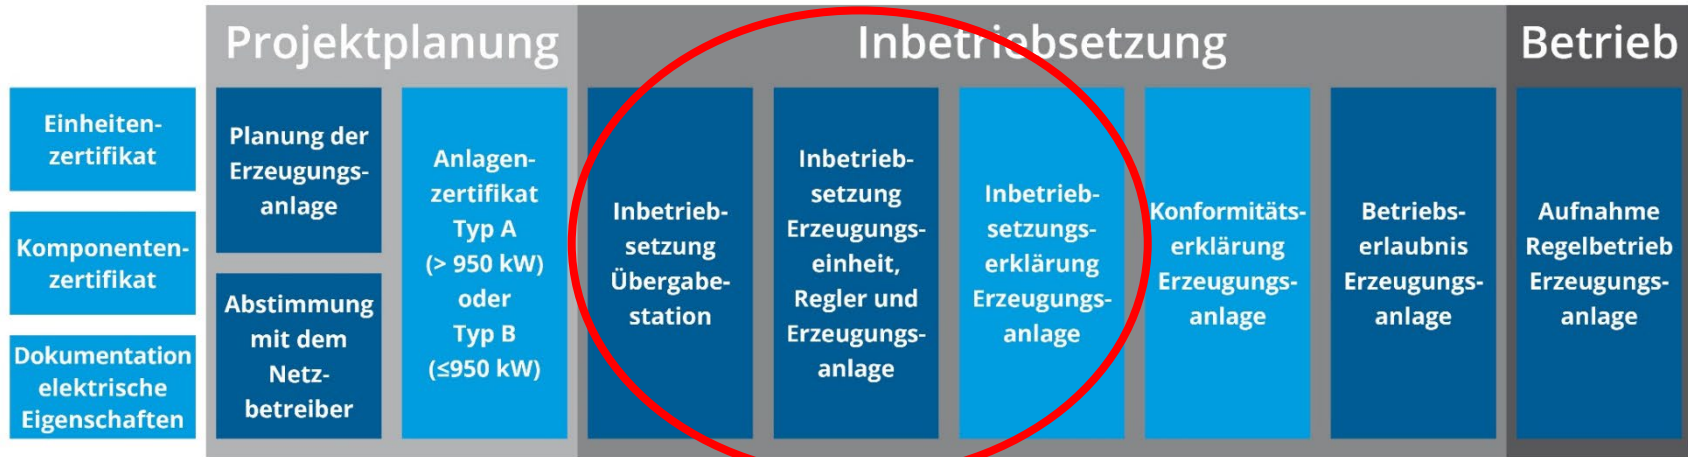 Projektplanung
Inbetriebsetzung
Betrieb
Einheiten-
zertifikat
Komponenten-
zertifikat
Dokumentation
elektrische
Eigenschaften
Planung der
Erzeugungs-
anlage
Abstimmung
mit dem
Netz-
betreiber
Anlagen-
zertifikat
Typ A
(> 950 kW)
oder
Typ B
(≤950 kW)
Inbetrieb-
setzung
Übergabe-
station
Inbetrieb-
setzung
Erzeugungs-
einheit,
Regler und
Erzeugungs-
anlage
Inbetrieb-
setzungs-
erklärung
Erzeugungs-
anlage
Konformitäts-
erklärung
Erzeugungs-
anlage
Betriebs-
erlaubnis
Erzeugungs-
anlage
Aufnahme
Regelbetrieb
Erzeugungs-
anlage